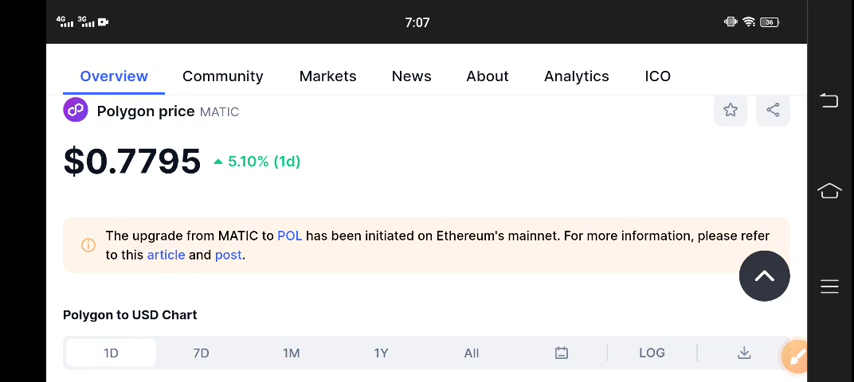 4G 3G 7:07 36
Overview Community Markets News About Analytics ICO
Polygon price MATIC
$0.7795 5.10% (1d)
The upgrade from MATIC to POL has been initiated on Ethereum's mainnet. For more information, please refer
to this article and post.
Polygon to USD Chart
1D 7D 1M 1Y All LOG